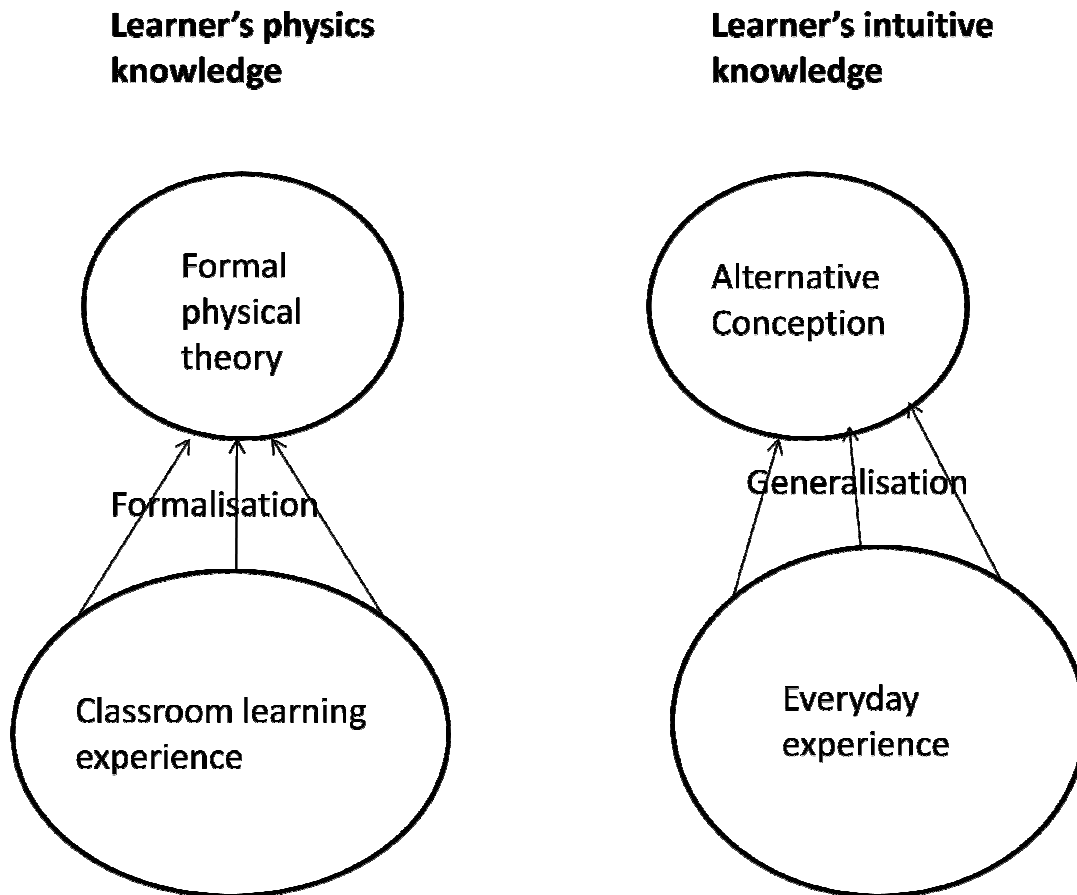 Learner's physics
knowledge
Learner's intuitive
knowledge
Formal
physical
theory
Alternative
Conception
Formalisation
Generalisation
Classroom learning
experience
Everyday
experience